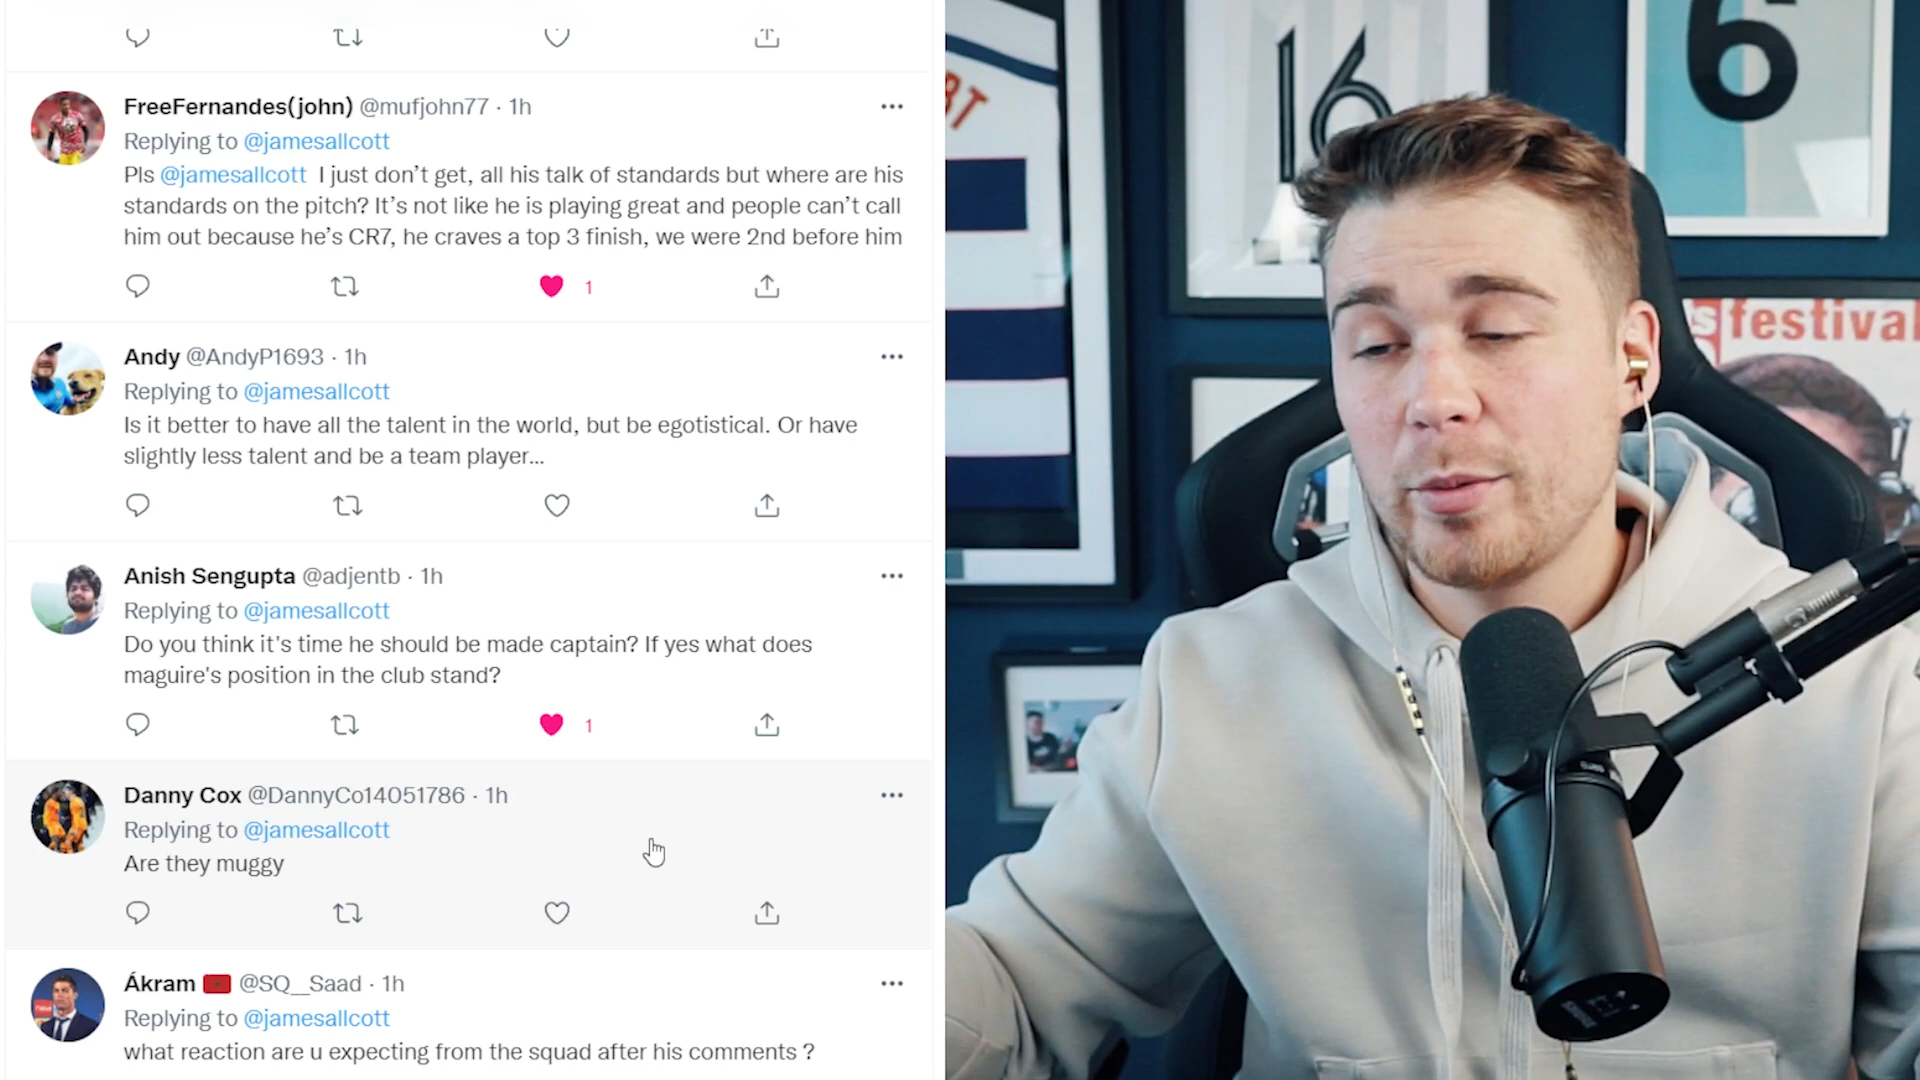 FreeFernandes(john) @mufjohn77 · 1h
Replying to @jamesallcott
Pls @jamesallcott I just don’t get, all his talk of standards but where are his
standards on the pitch? It’s not like he is playing great and people can’t call
him out because he’s CR7, he craves a top 3 finish, we were 2nd before him
1
Andy @AndyP1693 · 1h
Replying to @jamesallcott
Is it better to have all the talent in the world, but be egotistical. Or have
slightly less talent and be a team player...
Anish Sengupta @adjentb · 1h
Replying to @jamesallcott
Do you think it's time he should be made captain? If yes what does
maguire's position in the club stand?
1
Danny Cox @DannyCo14051786 · 1h
Replying to @jamesallcott
Are they muggy
Ákram @SQ__Saad · 1h
Replying to @jamesallcott
what reaction are u expecting from the squad after his comments ?
16
6
s festival